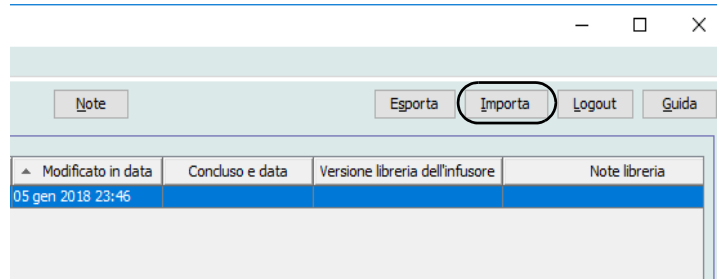 Note Esporta Importa Logout Guida
Modificato in data Concluso e data Versione libreria dell'infusore Note libreria
05 gen 2018 23:46